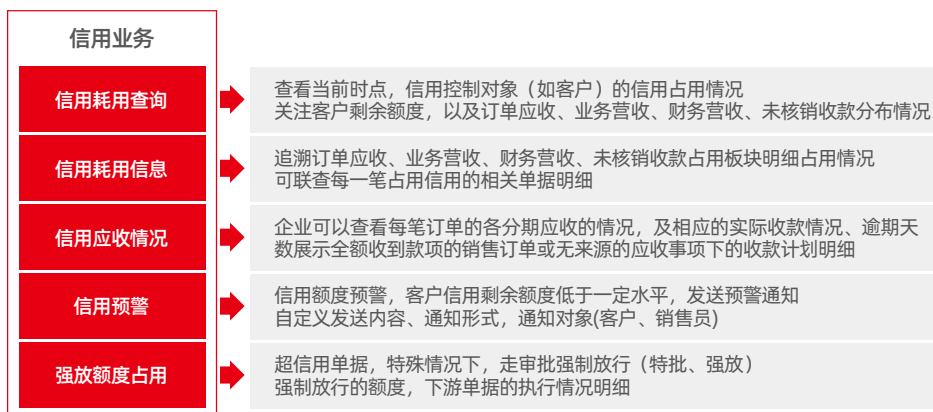 信用业务
信用耗用查询
查看当前时点，信用控制对象（如客户）的信用占用情况
关注客户剩余额度，以及订单应收、业务营收、财务营收、未核销收款分布情况
信用耗用信息
追溯订单应收、业务营收、财务营收、未核销收款占用板块明细占用情况
可联查每一笔占用信用的相关单据明细
信用应收情况
企业可以查看每笔订单的各分期应收的情况，及相应的实际收款情况、逾期天
数展示全额收到款项的销售订单或无来源的应收事项下的收款计划明细
信用预警
信用额度预警，客户信用剩余额度低于一定水平，发送预警通知
自定义发送内容、通知形式，通知对象(客户、销售员)
强放额度占用
超信用单据，特殊情况下，走审批强制放行（特批、强放）
强制放行的额度，下游单据的执行情况明细